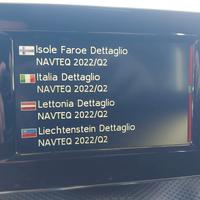 Isole Faroe Dettaglio
NAVTEQ 2022/Q2
Italia Dettaglio
NAVTEQ 2022/Q2
Lettonia Dettaglio
NAVTEQ 2022/Q2
Liechtenstein Dettaglio
NAVTEQ 2022/Q2